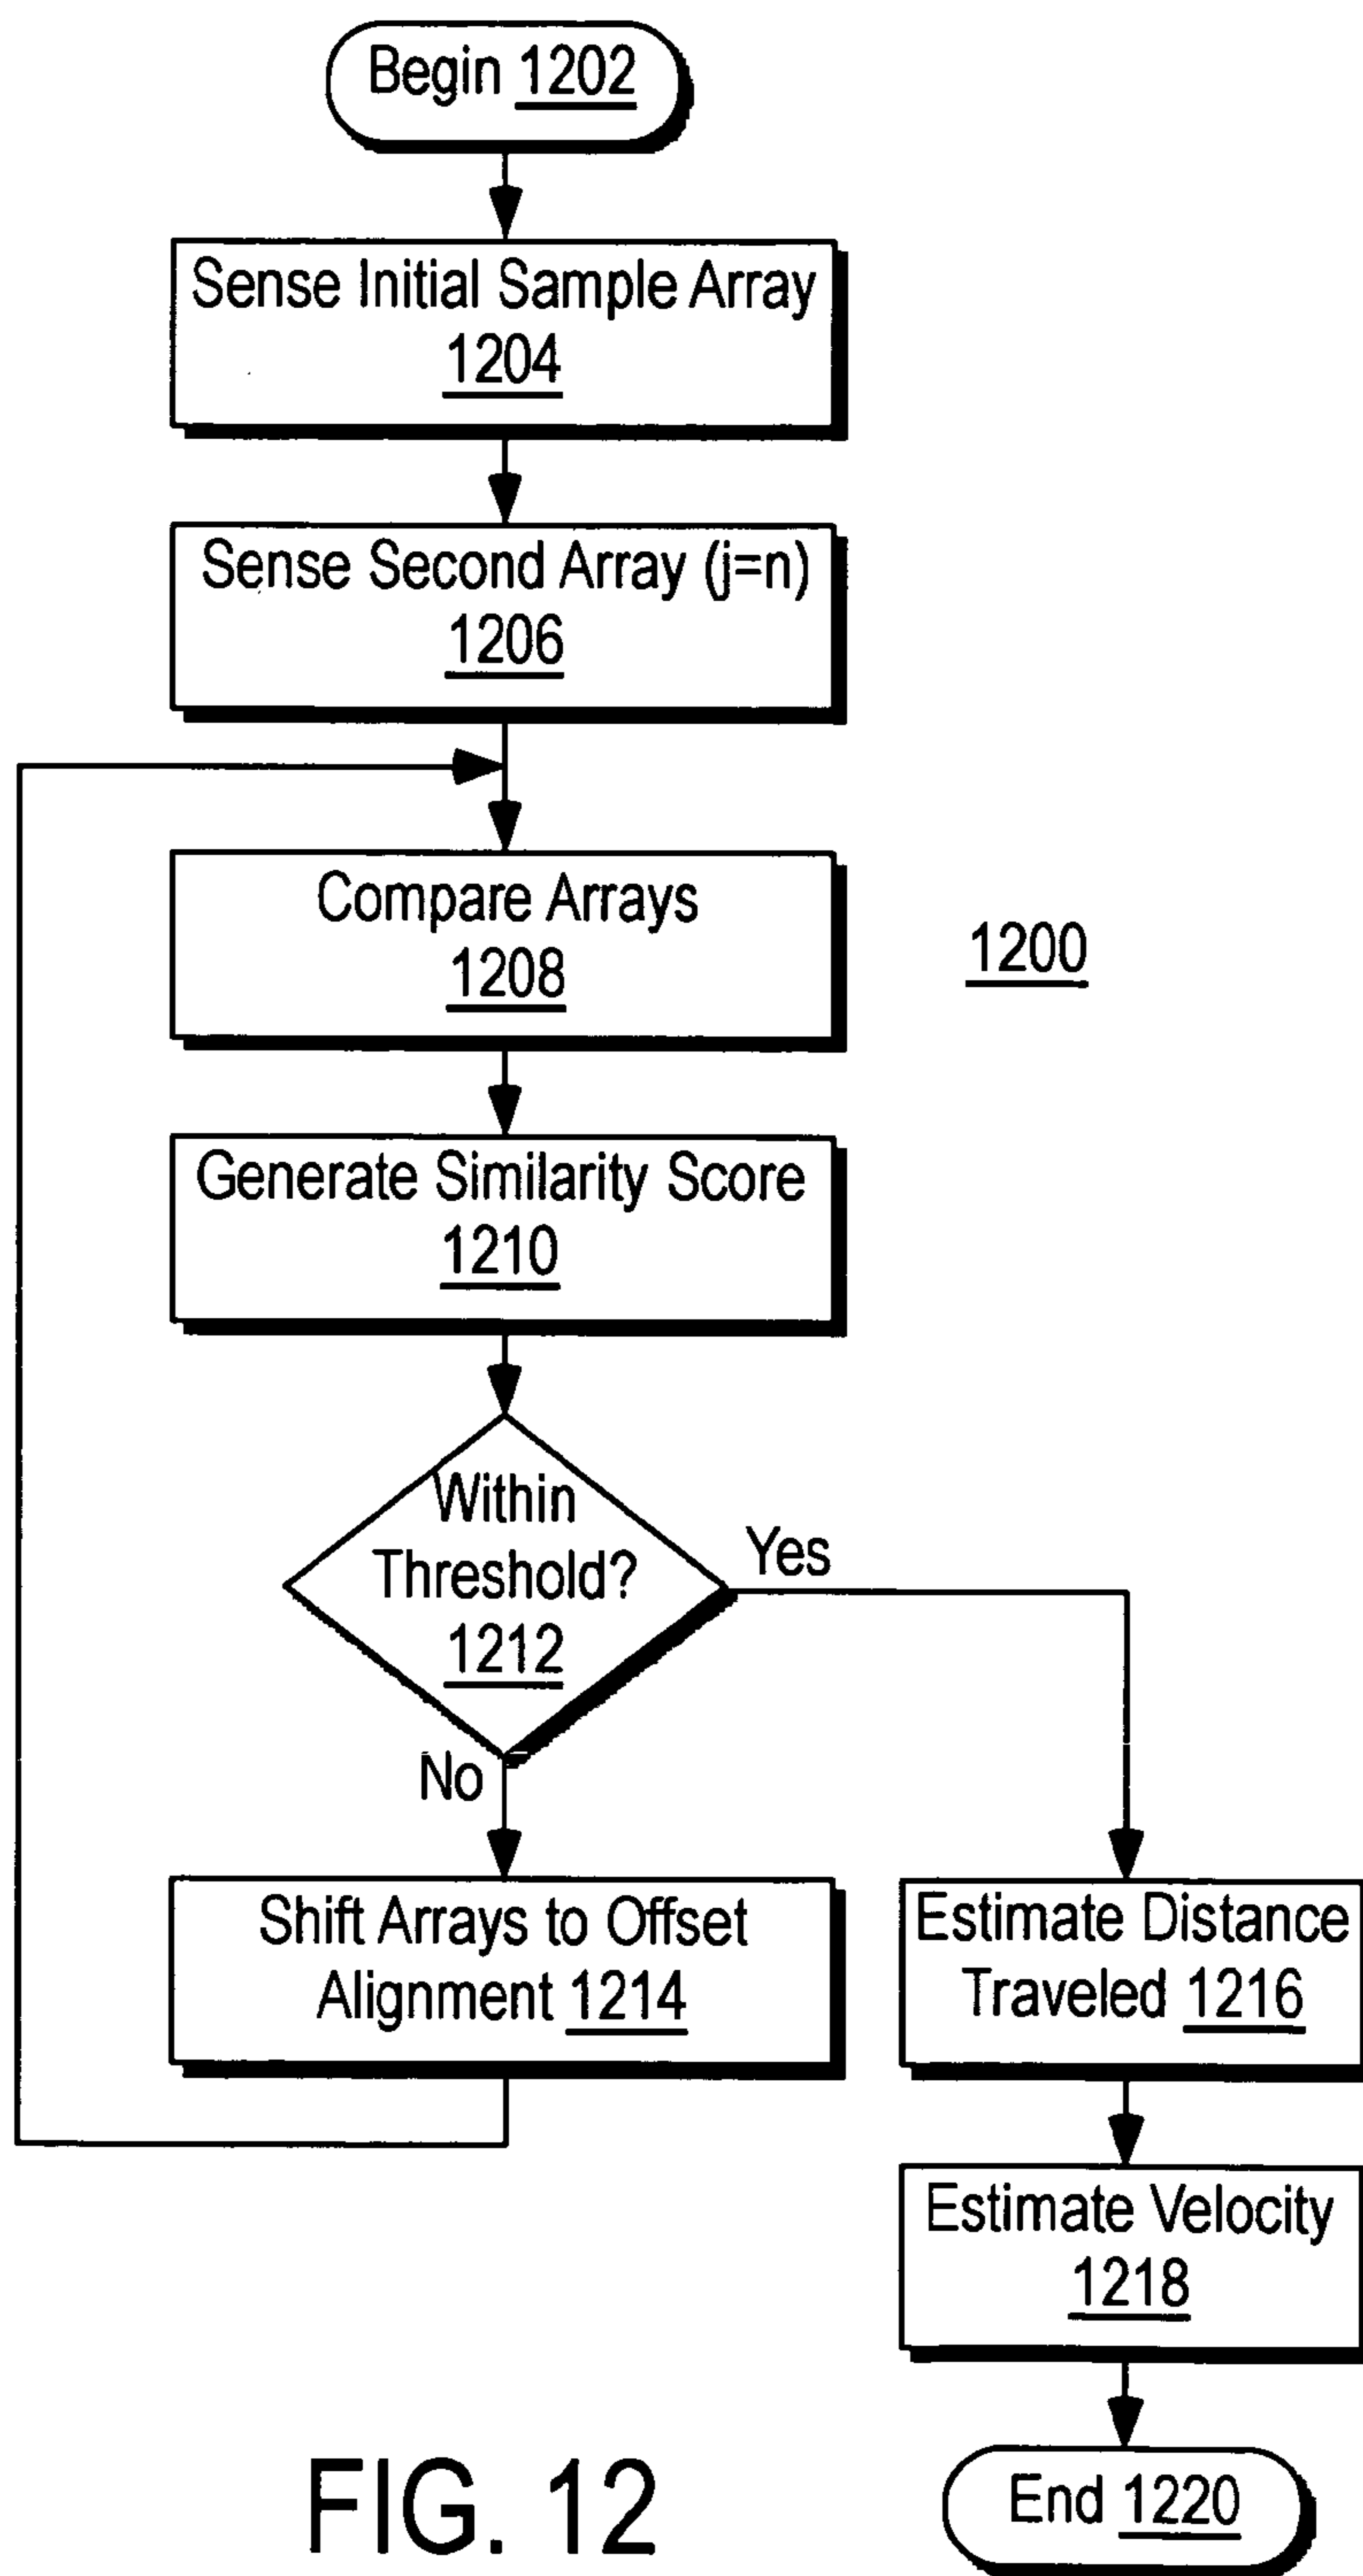 Begin 1202
Sense Initial Sample Array
1204
Sense Second Array (j=n)
1206
Compare Arrays
1208
1200
Generate Similarity Score
1210
Within
Threshold?
1212
Yes
No
Shift Arrays to Offset
Alignment 1214
Estimate Distance
Traveled 1216
Estimate Velocity
1218
End 1220
FIG. 12